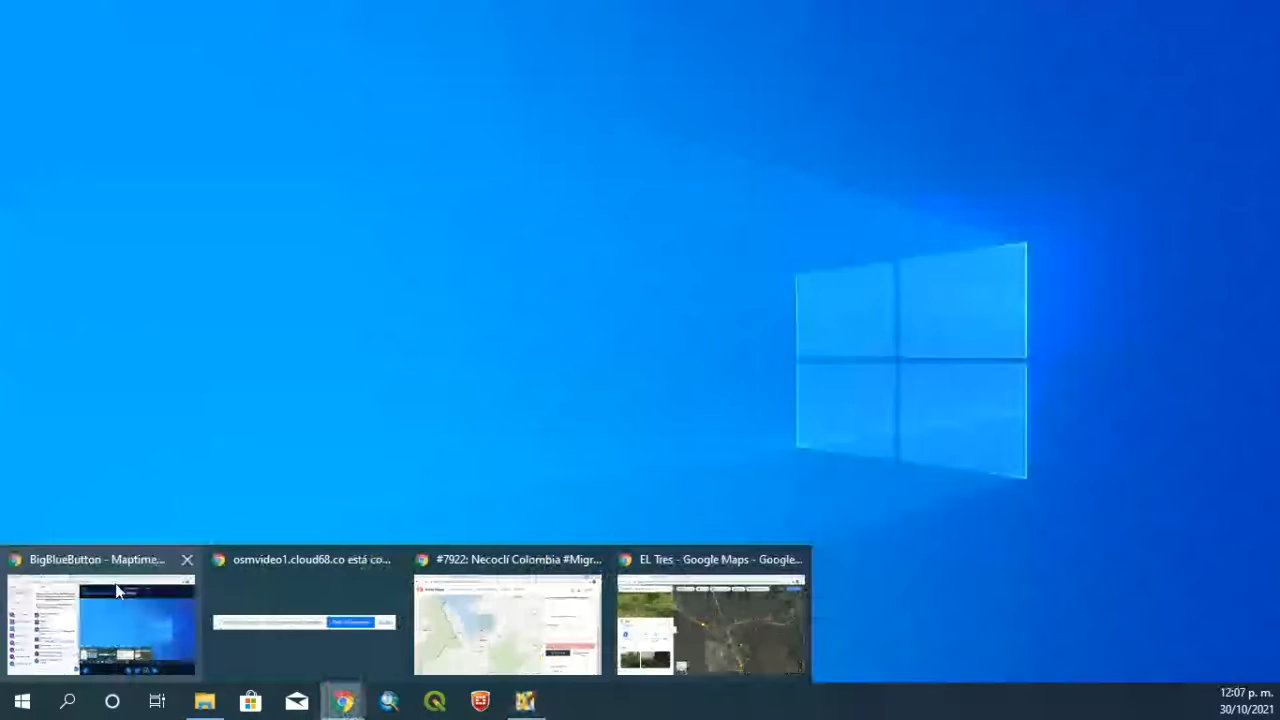 BigBlueButton - Maptime...
osmvideo1.cloud68.co está co...
#7922: Necoclí Colombia #Migr...
EL Tres - Google Maps - Google...
12:07 p. m.
30/10/2021